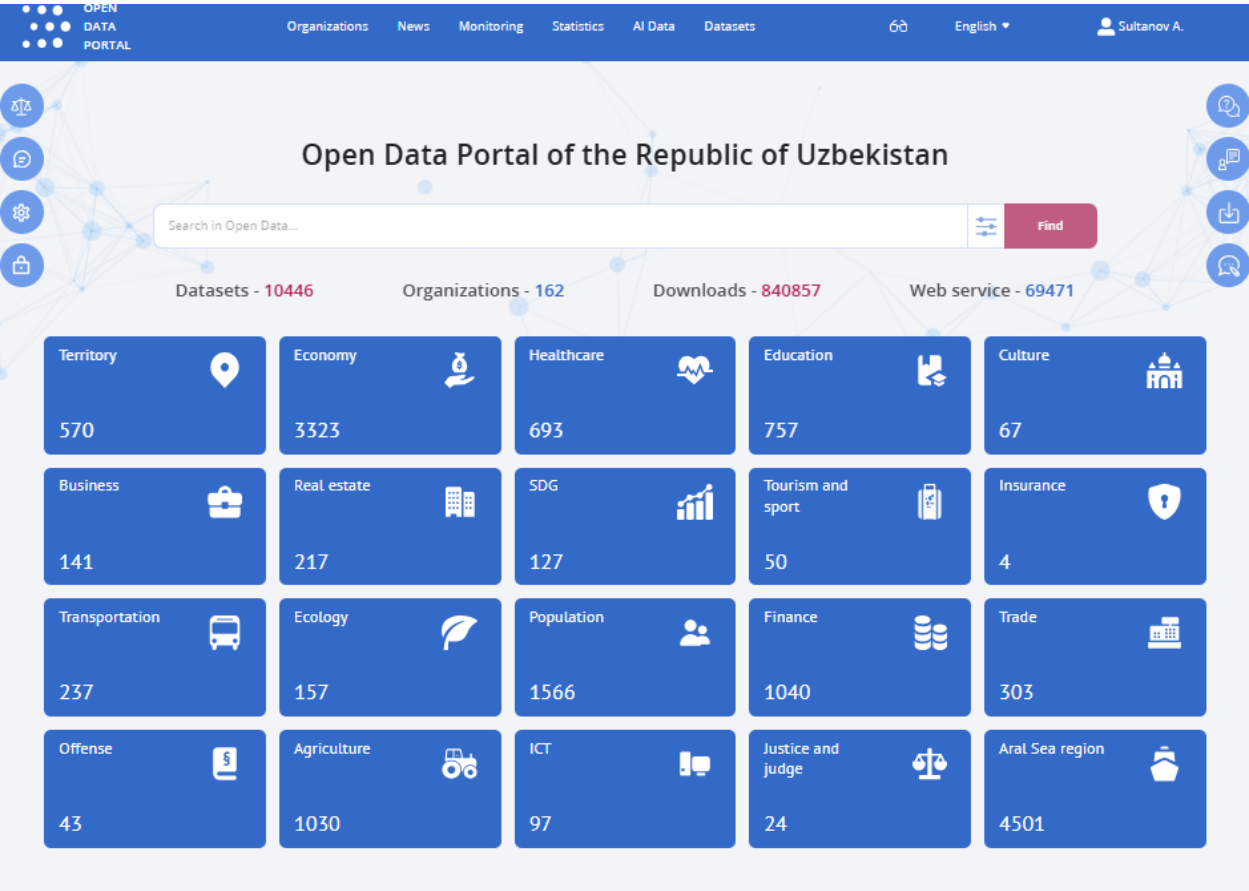 OPEN
DATA
PORTAL
Organizations News Monitoring Statistics AI Data Datasets English Sultanov A.
Open Data Portal of the Republic of Uzbekistan
Search in Open Data... Find
Datasets - 10446 Organizations - 162 Downloads - 840857 Web service - 69471
Territory Economy Healthcare Education Culture
570 3323 693 757 67
Business Real estate SDG Tourism and Insurance
sport
141 217 127 50 4
Transportation Ecology Population Finance Trade
237 157 1566 1040 303
Offense Agriculture ICT Justice and Aral Sea region
judge
43 1030 97 24 4501